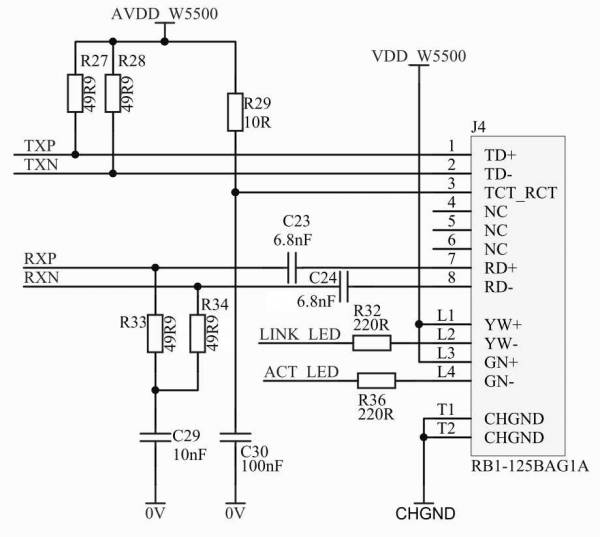 AVDD_W5500
VDD_W5500
R27
49R9
R28
49R9
R29
10R
J4
TXP
1
TD+
TXN
2
TD-
3
TCT_RCT
4
NC
5
NC
6
NC
C23
6.8nF
RXP
7
RD+
RXN
8
RD-
C24
6.8nF
R33
49R9
R34
49R9
R32
220R
L1
YW+
LINK_LED
L2
YW-
L3
GN+
ACT_LED
L4
GN-
R36
220R
T1
CHGND
T2
CHGND
C29
10nF
C30
100nF
RB1-125BAG1A
0V
0V
CHGND